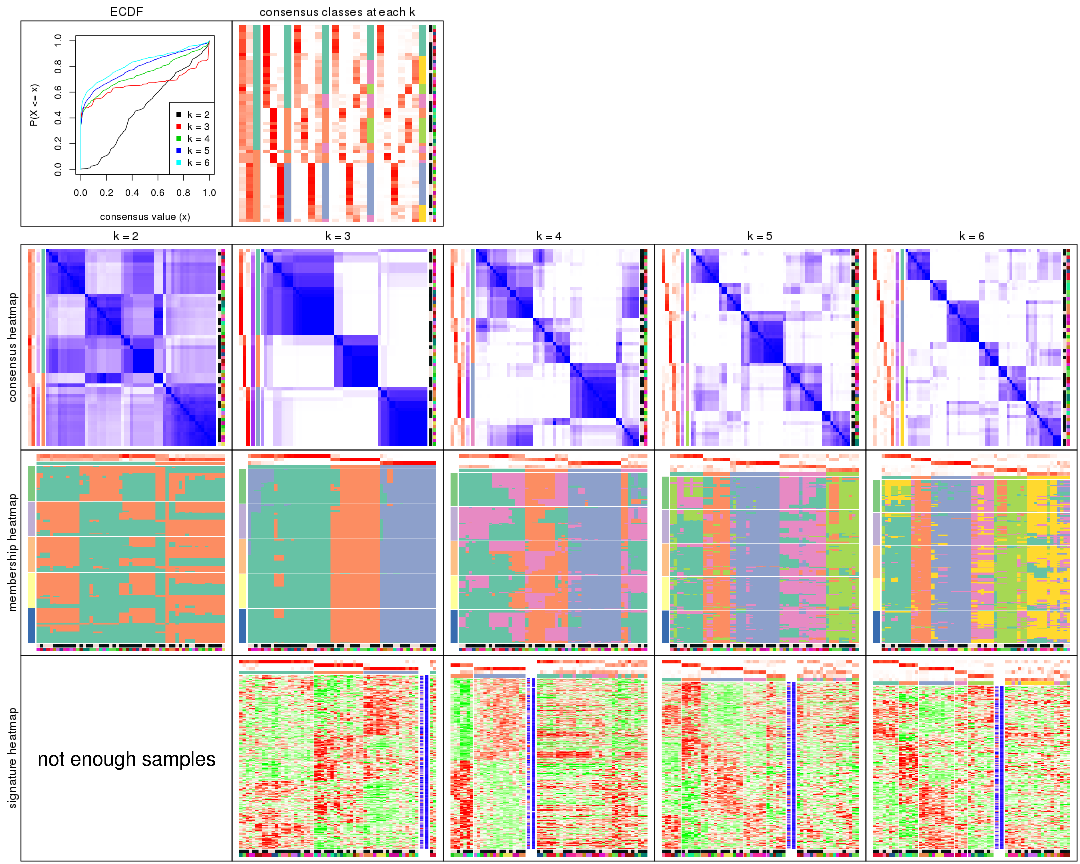 ECDF
consensus classes at each k
P(X <= x)
0.0 0.2 0.4 0.6 0.8 1.0
k = 2
k = 3
k = 4
k = 5
k = 6
0.0 0.2 0.4 0.6 0.8 1.0
consensus value (x)
k = 2 k = 3 k = 4 k = 5 k = 6
consensus heatmap
membership heatmap
signature heatmap
not enough samples